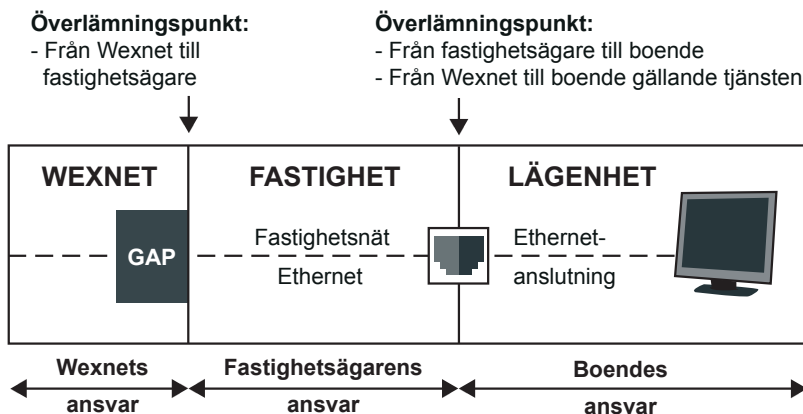 Överlämningspunkt:
- Från Wexnet till
fastighetsägare
Överlämningspunkt:
- Från fastighetsägare till boende
- Från Wexnet till boende gällande tjänsten
WEXNET
FASTIGHET
LÄGENHET
GAP
Fastighetsnät
Ethernet
Ethernet-
anslutning
Wexnets
ansvar
Fastighetsägarens
ansvar
Boendes
ansvar